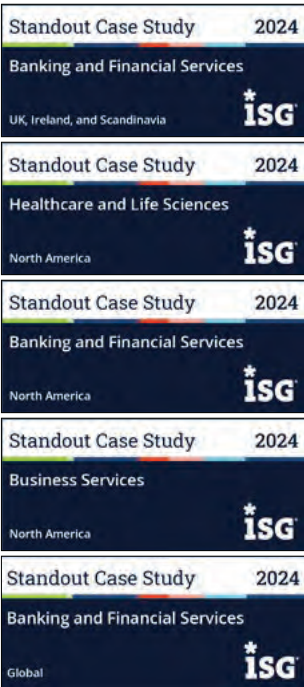 Standout Case Study 2024
Banking and Financial Services
UK, Ireland, and Scandinavia
ISG
Standout Case Study 2024
Healthcare and Life Sciences
North America
ISG
Standout Case Study 2024
Banking and Financial Services
North America
ISG
Standout Case Study 2024
Business Services
North America
ISG
Standout Case Study 2024
Banking and Financial Services
Global
ISG